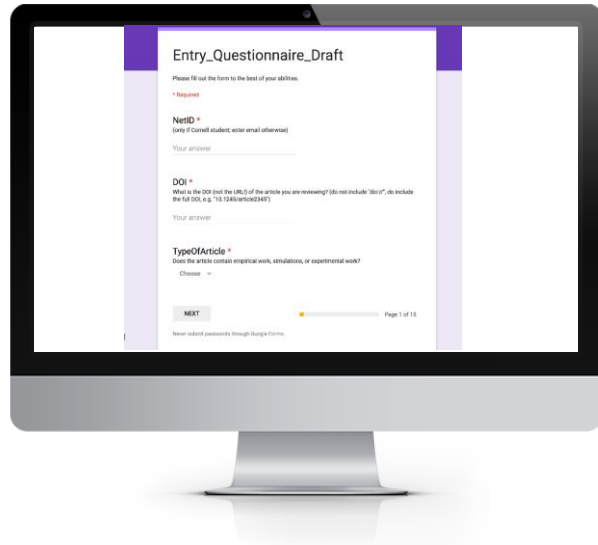 Entry_Questionnaire_Draft
Please fill out the form to the best of your abilities.
* Required
NetID *
(only if Cornell student; enter email otherwise)
Your answer
DOI *
What is the DOI (not the URL!) of the article you are reviewing? (do not include "doi:/", do include
the full DOI, e.g. "10.1245/article2345")
Your answer
TypeOfArticle *
Does the article contain empirical work, simulations, or experimental work?
Choose
NEXT
Page 1 of 15
Never submit passwords through Google Forms.